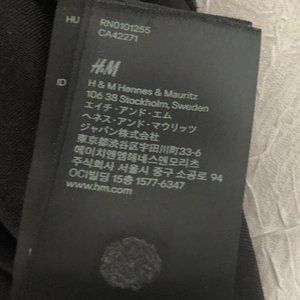 HU
RN0101255
CA42271
H&M
ID
H & M Hennes & Mauritz
106 38 Stockholm, Sweden
エイチ・アンド・エム
ヘネス・アンド・マウリッツ
ジャパン株式会社
東京都渋谷区宇田川町33-6
에이치앤엠헤네스앤모리츠
주식회사 서울시 중구 소공로 94
OCI빌딩 15층 1577-6347
www.hm.com